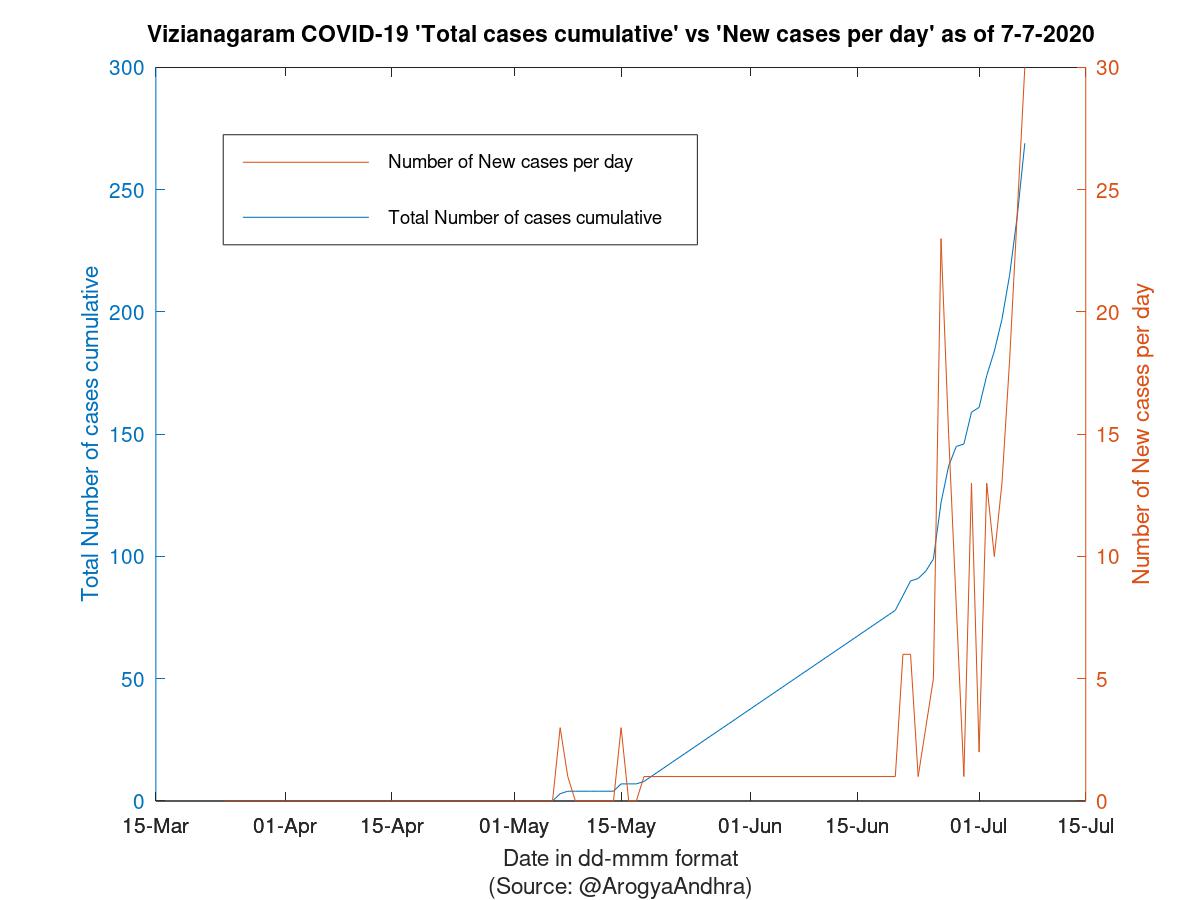 Vizianagaram COVID-19 'Total cases cumulative' vs 'New cases per day' as of 7-7-2020
300
250
200
150
100
50
0
Total Number of cases cumulative
Number of New cases per day
Total Number of cases cumulative
30
25
20
15
10
5
0
Number of New cases per day
15-Mar 01-Apr 15-Apr 01-May 15-May 01-Jun 15-Jun 01-Jul 15-Jul
Date in dd-mmm format
(Source: @ArogyaAndhra)